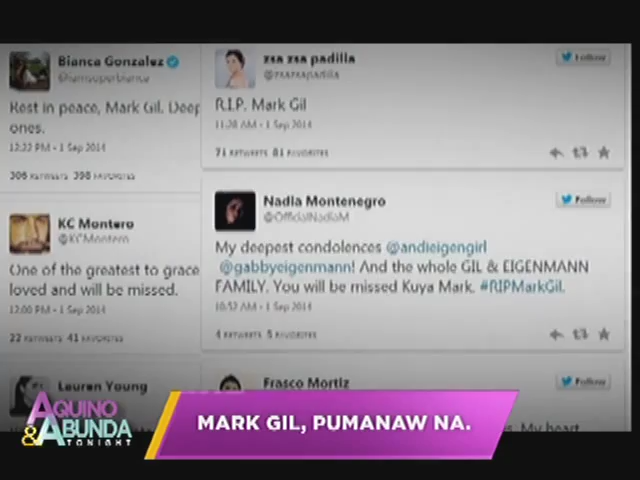 Bianca Gonzalez
@iamsuperbianca
Rest in peace, Mark Gil. Deep
ones.
12:22 PM - 1 Sep 2014
306 RETWEETS 398 FAVORITES
KC Montero
@KCMontero
One of the greatest to grace
loved and will be missed.
12:00 PM - 1 Sep 2014
22 RETWEETS 41 FAVORITES
Lauren Young
zsa zsa padilla
@zsazsapadilla
Follow
R.I.P. Mark Gil
11:28 AM - 1 Sep 2014
71 RETWEETS 81 FAVORITES
Nadia Montenegro
@OfficialNadiaM
Follow
My deepest condolences @andieigengirl
@gabbyeigenmann! And the whole GIL & EIGENMANN
FAMILY. You will be missed Kuya Mark. #RIPMarkGil.
10:52 AM - 1 Sep 2014
4 RETWEETS 5 FAVORITES
Frasco Mortiz
Follow
My heart
AQUINO
& ABUNDA
TONIGHT
MARK GIL, PUMANAW NA.